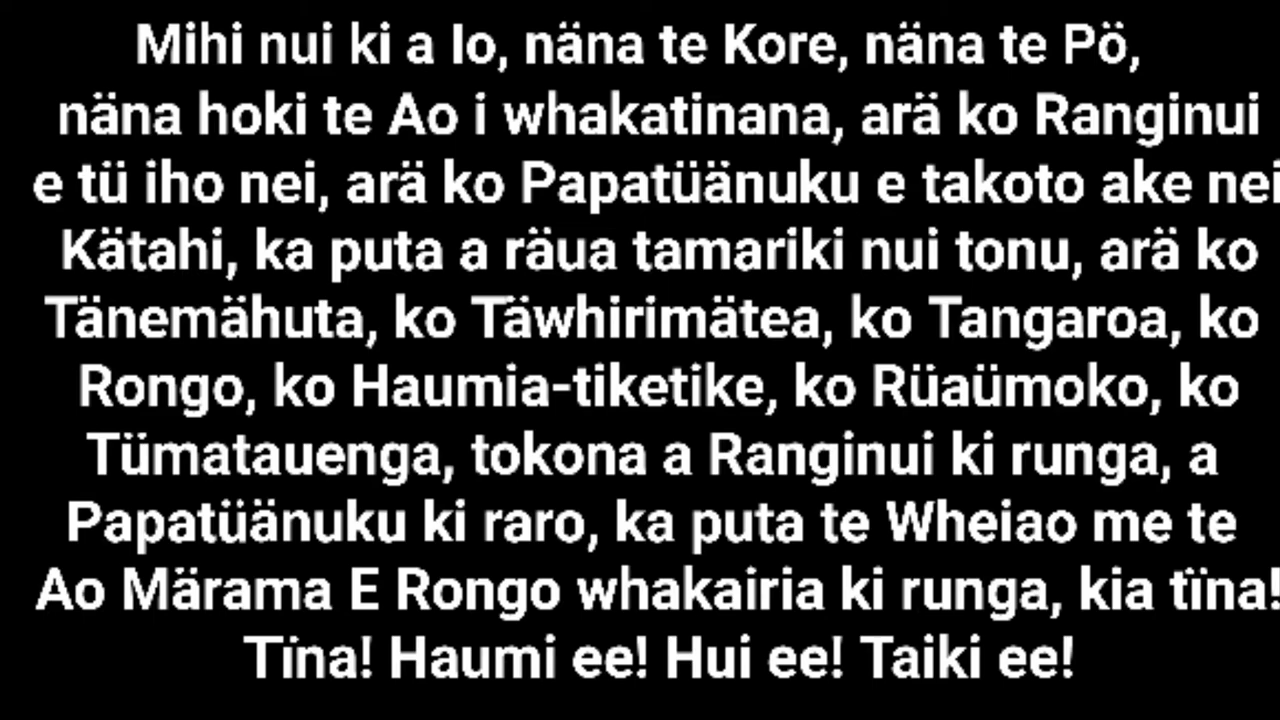 Mihi nui ki a Io, näna te Kore, näna te Pö,
näna hoki te Ao i whakatinana, arä ko Ranginui
e tü iho nei, arä ko Papatüänuku e takoto ake nei
Kätahi, ka puta a räua tamariki nui tonu, arä ko
Tänemähuta, ko Täwhirimätea, ko Tangaroa, ko
Rongo, ko Haumia-tiketike, ko Rüaümoko, ko
Tümatauenga, tokona a Ranginui ki runga, a
Papatüänuku ki raro, ka puta te Wheiao me te
Ao Märama E Rongo whakairia ki runga, kia tïna!
Tïna! Haumi ee! Hui ee! Taiki ee!